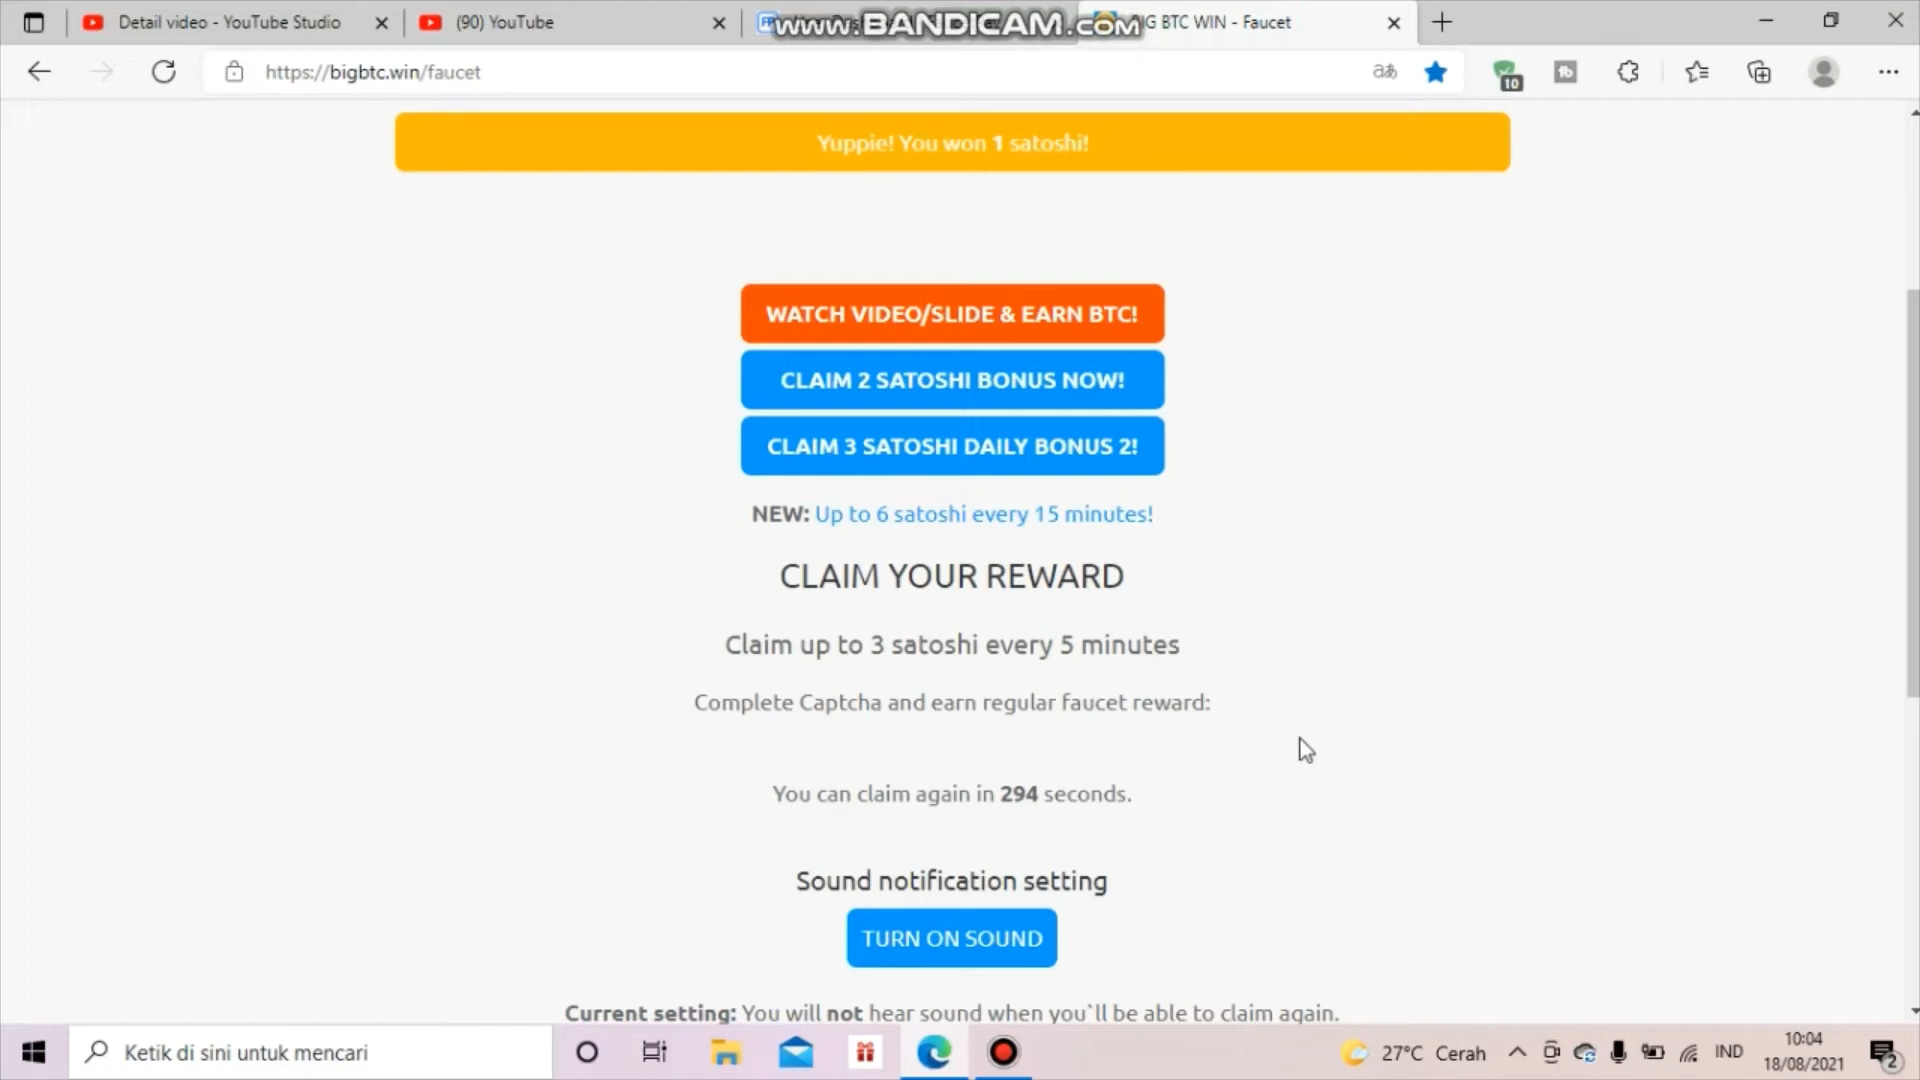 Detail video - YouTube Studio
(90) YouTube
www.BANDICAM.com
BIG BTC WIN - Faucet
https://bigbtc.win/faucet
aあ
10
Yuppie! You won 1 satoshi!
WATCH VIDEO/SLIDE & EARN BTC!
CLAIM 2 SATOSHI BONUS NOW!
CLAIM 3 SATOSHI DAILY BONUS 2!
NEW: Up to 6 satoshi every 15 minutes!
CLAIM YOUR REWARD
Claim up to 3 satoshi every 5 minutes
Complete Captcha and earn regular faucet reward:
You can claim again in 294 seconds.
Sound notification setting
TURN ON SOUND
Current setting: You will not hear sound when you`ll be able to claim again.
Ketik di sini untuk mencari
27°C Cerah
IND
10:04
18/08/2021
2